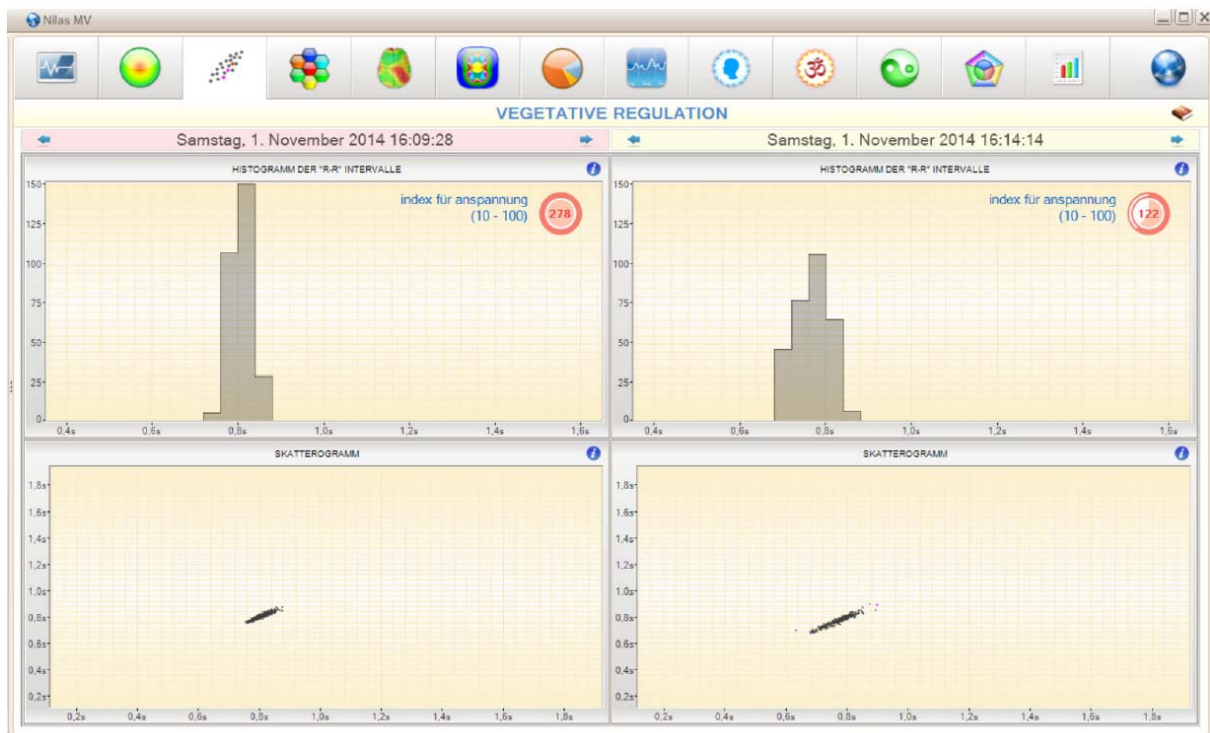 Nilas MV
VEGETATIVE REGULATION
Samstag, 1. November 2014 16:09:28
Samstag, 1. November 2014 16:14:14
HISTOGRAMM DER "R-R" INTERVALLE
index für anspannung
(10 - 100)
278
150
125
100
75
50
25
0
0,4s 0,6s 0,8s 1,0s 1,2s 1,4s 1,6s
HISTOGRAMM DER "R-R" INTERVALLE
index für anspannung
(10 - 100)
122
150
125
100
75
50
25
0
0,4s 0,6s 0,8s 1,0s 1,2s 1,4s 1,6s
SKATTEROGRAMM
1,8s
1,6s
1,4s
1,2s
1,0s
0,8s
0,6s
0,4s
0,2s
0,2s 0,4s 0,6s 0,8s 1,0s 1,2s 1,4s 1,6s 1,8s
SKATTEROGRAMM
1,8s
1,6s
1,4s
1,2s
1,0s
0,8s
0,6s
0,4s
0,2s
0,2s 0,4s 0,6s 0,8s 1,0s 1,2s 1,4s 1,6s 1,8s